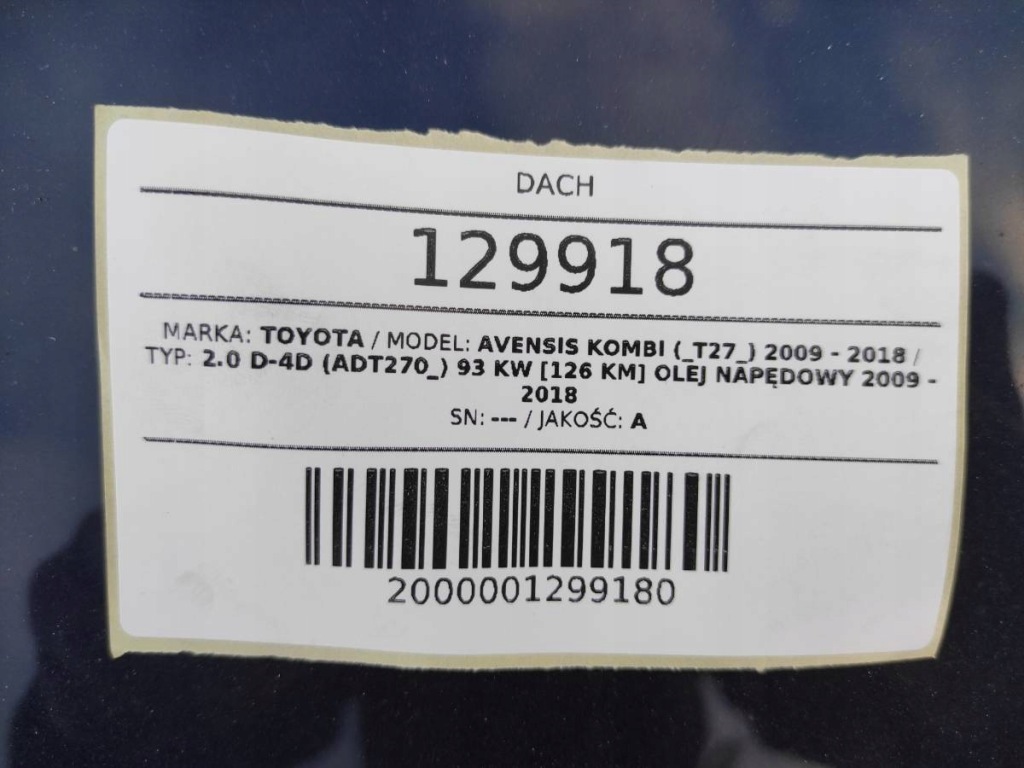 DACH
129918
MARKA: TOYOTA / MODEL: AVENSIS KOMBI (_T27_) 2009 - 2018 /
TYP: 2.0 D-4D (ADT270_) 93 KW [126 KM] OLEJ NAPĘDOWY 2009 -
2018
SN: --- / JAKOŚĆ: A
2000001299180